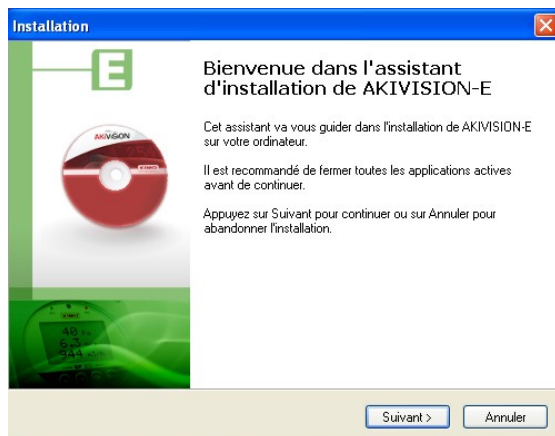 Installation
E
Bienvenue dans l'assistant
d'installation de AKIVISION-E
Cet assistant va vous guider dans l'installation de AKIVISION-E
sur votre ordinateur.
Il est recommandé de fermer toutes les applications actives
avant de continuer.
Appuyez sur Suivant pour continuer ou sur Annuler pour
abandonner l'installation.
AKIVISION
KIMO
Suivant >
Annuler